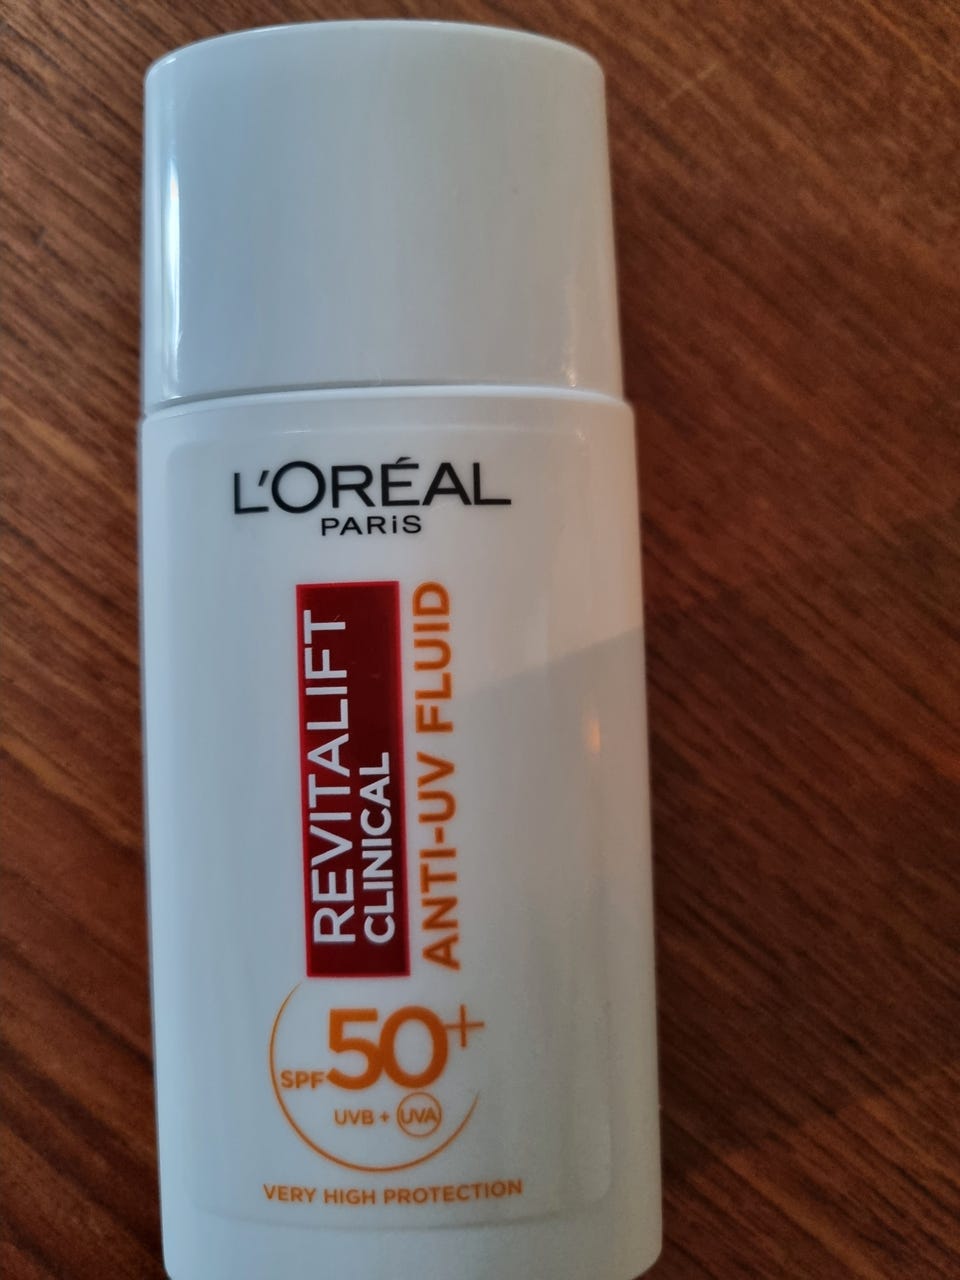 L'ORÉAL
PARiS
REVITALIFT
CLINICAL
ANTI-UV FLUID
SPF 50+
UVB + UVA
VERY HIGH PROTECTION